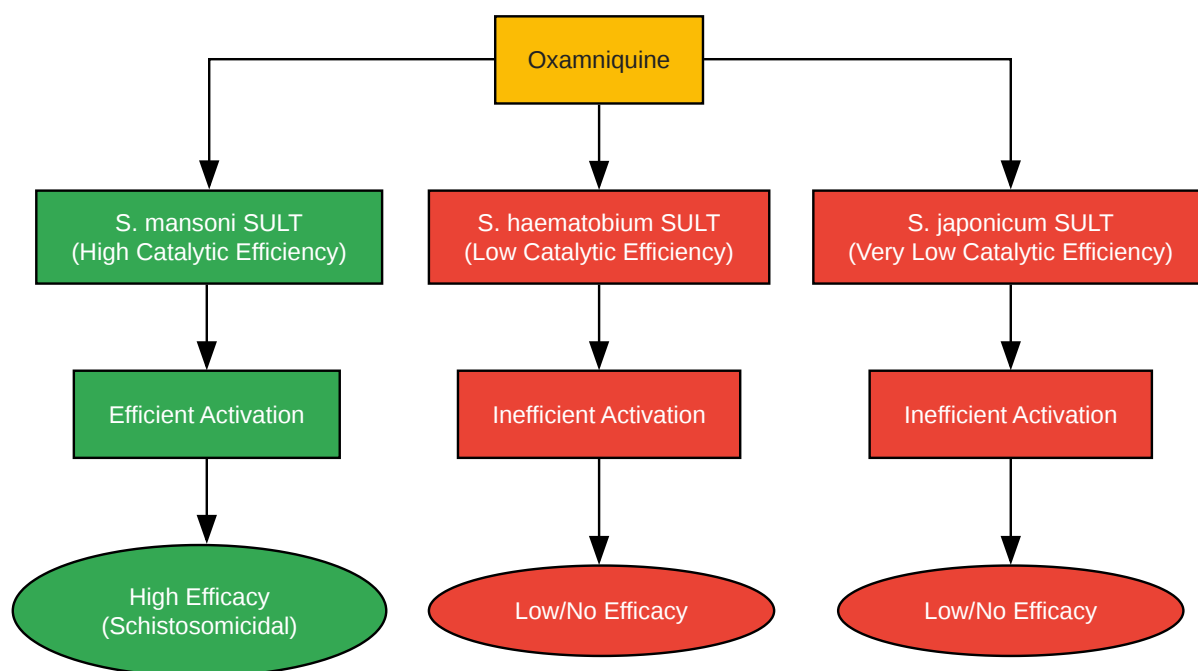 Oxamniquine
S. mansoni SULT
(High Catalytic Efficiency)
S. haematobium SULT
(Low Catalytic Efficiency)
S. japonicum SULT
(Very Low Catalytic Efficiency)
Efficient Activation
Inefficient Activation
Inefficient Activation
High Efficacy
(Schistosomicidal)
Low/No Efficacy
Low/No Efficacy